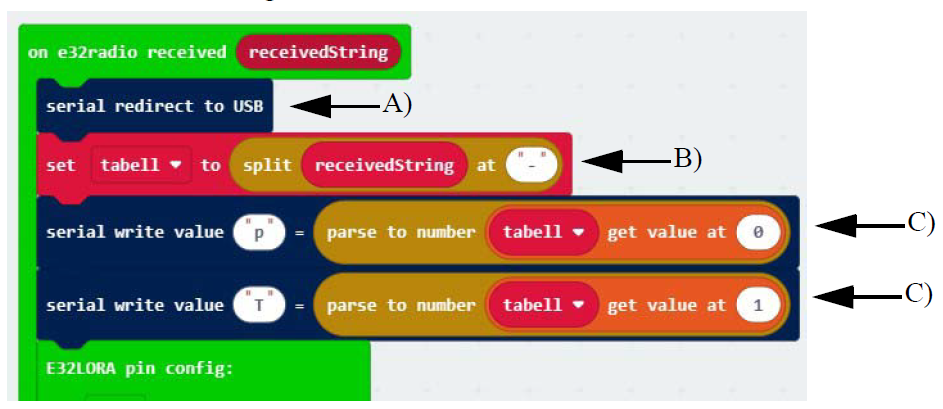 on e32radio received receivedString
serial redirect to USB A)
set tabell to split receivedString at "-" B)
serial write value "p" = parse to number tabell get value at 0 C)
serial write value "T" = parse to number tabell get value at 1 C)
E32LORA pin config: